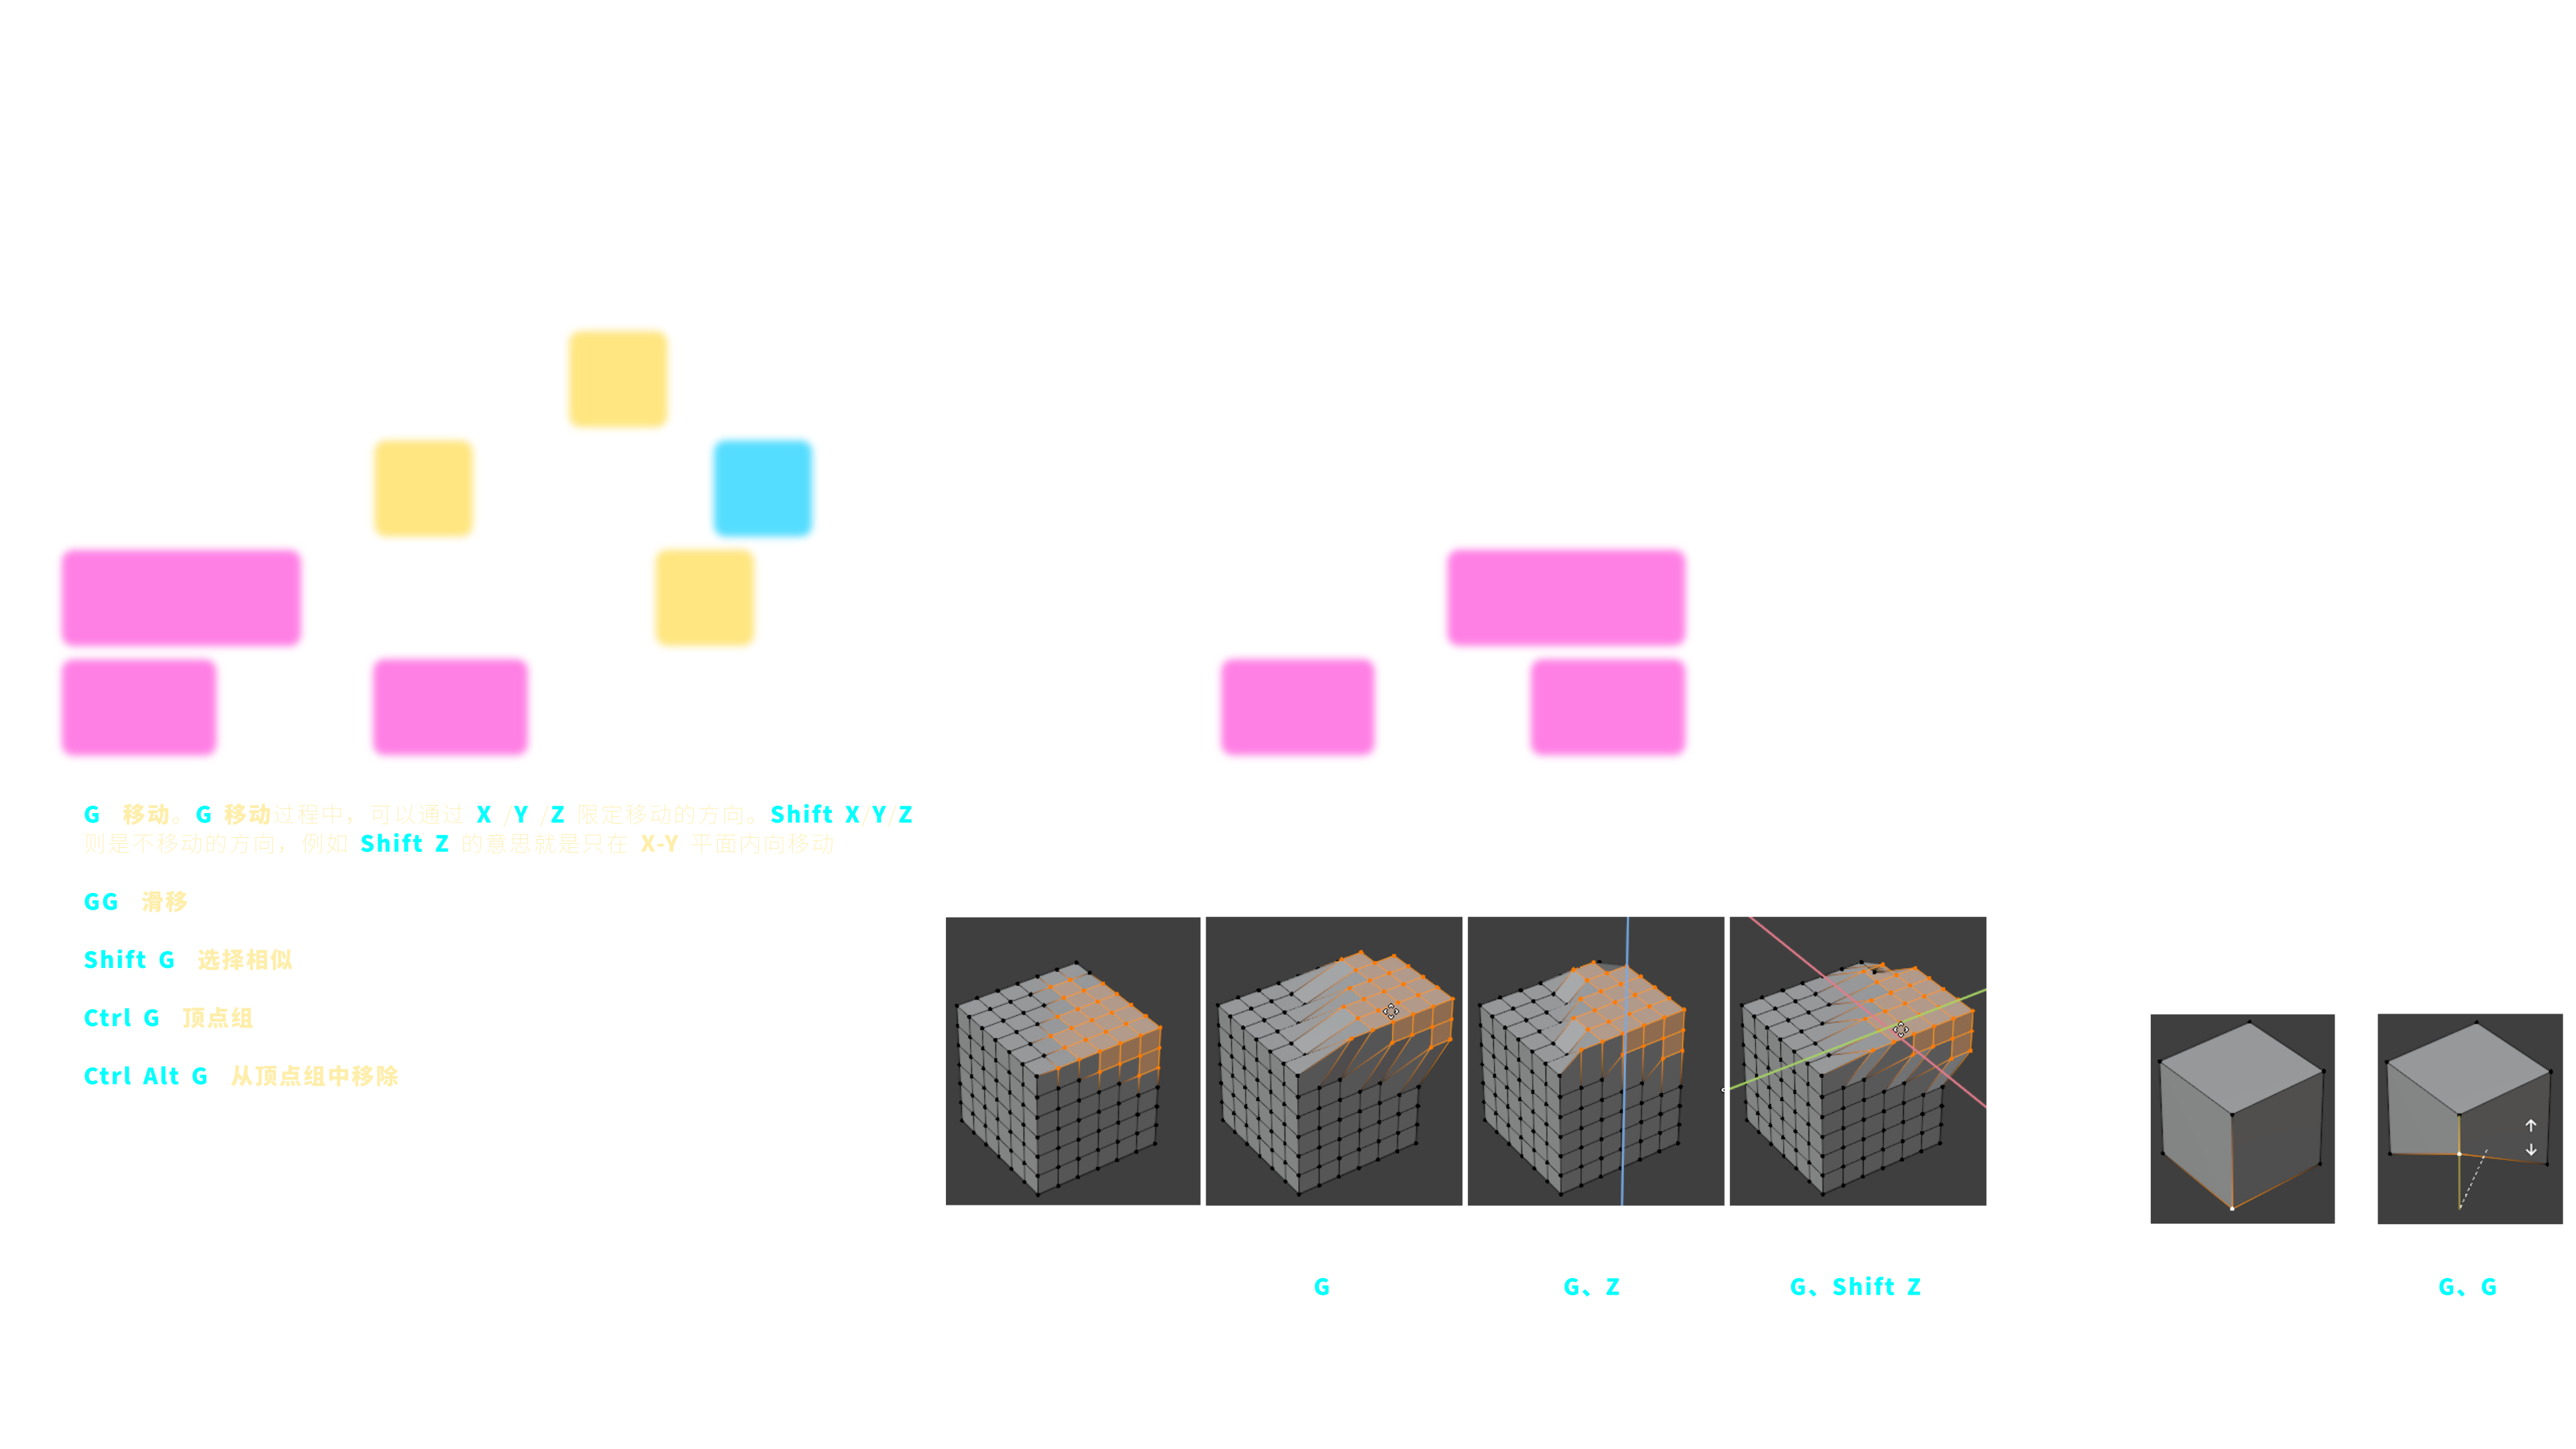 G 移动。G 移动过程中，可以通过 X /Y /Z 限定移动的方向。Shift X/Y/Z
则是不移动的方向，例如 Shift Z 的意思就是只在 X-Y 平面内向移动
GG 滑移
Shift G 选择相似
Ctrl G 顶点组
Ctrl Alt G 从顶点组中移除
G
G、Z
G、Shift Z
G、G